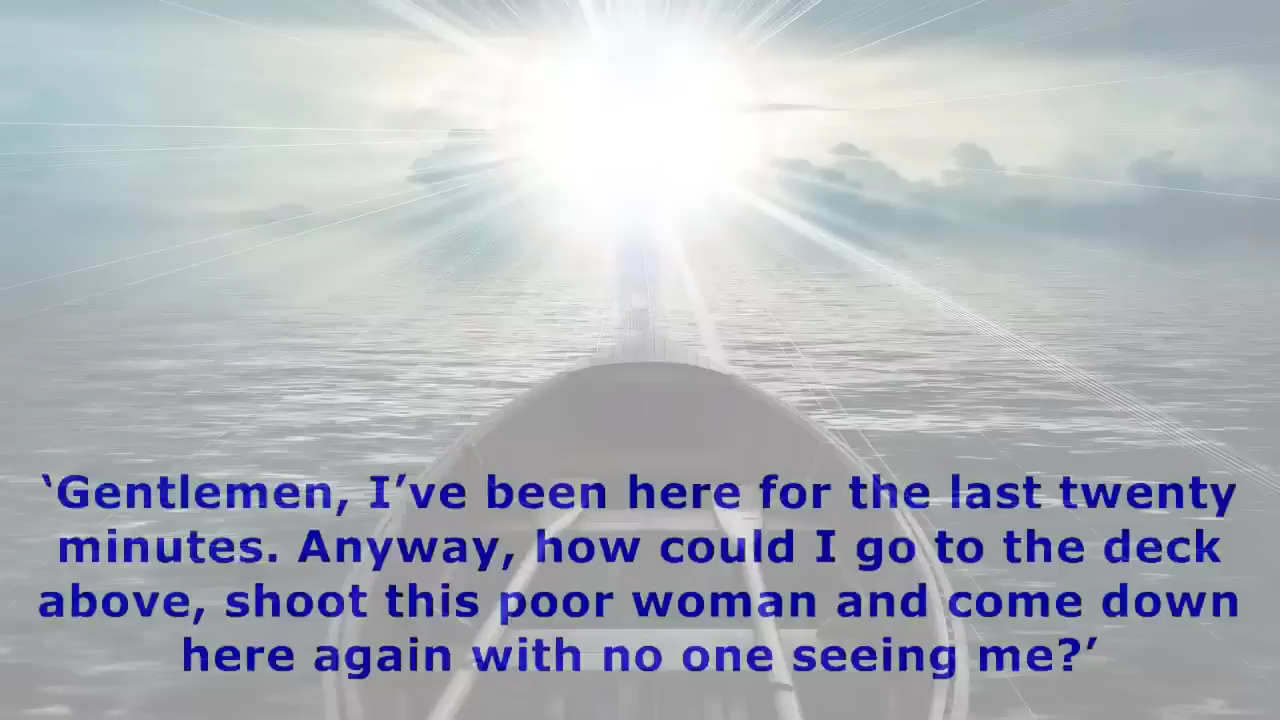 ‘Gentlemen, I’ve been here for the last twenty
minutes. Anyway, how could I go to the deck
above, shoot this poor woman and come down
here again with no one seeing me?’